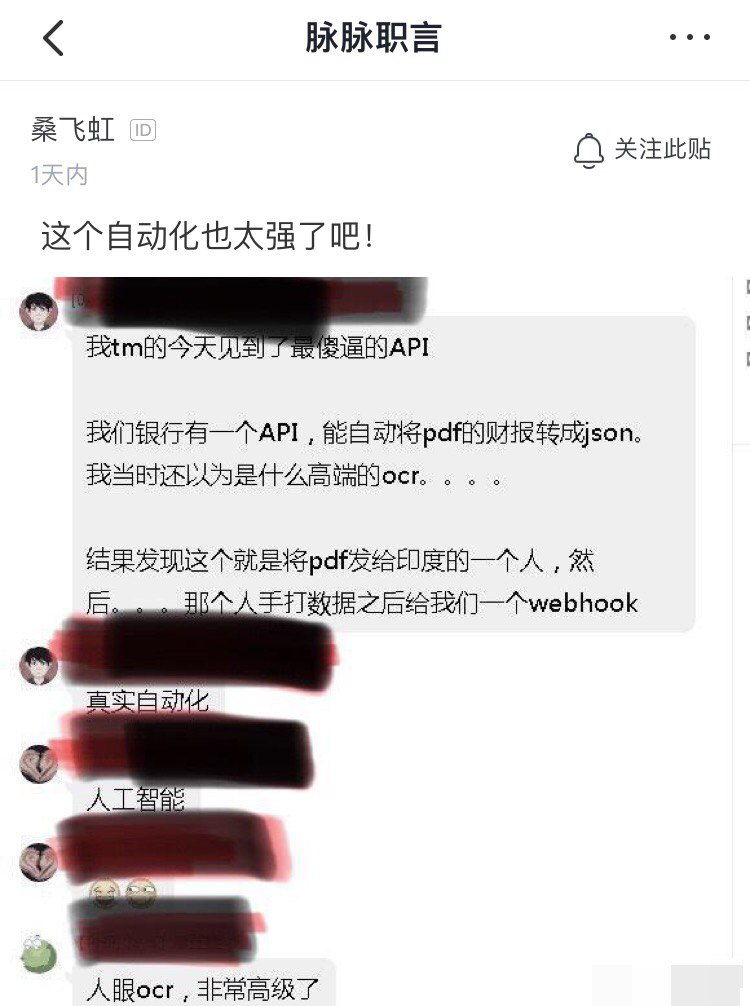 脉脉职言
桑飞虹 ID
1天内
关注此贴
这个自动化也太强了吧!
我tm的今天见到了最傻逼的API
我们银行有一个API,能自动将pdf的财报转成json。
我当时还以为是什么高端的ocr。。。。
结果发现这个就是将pdf发给印度的一个人,然
后。。。那个人手打数据之后给我们一个webhook
真实自动化
人工智能
人眼ocr,非常高级了